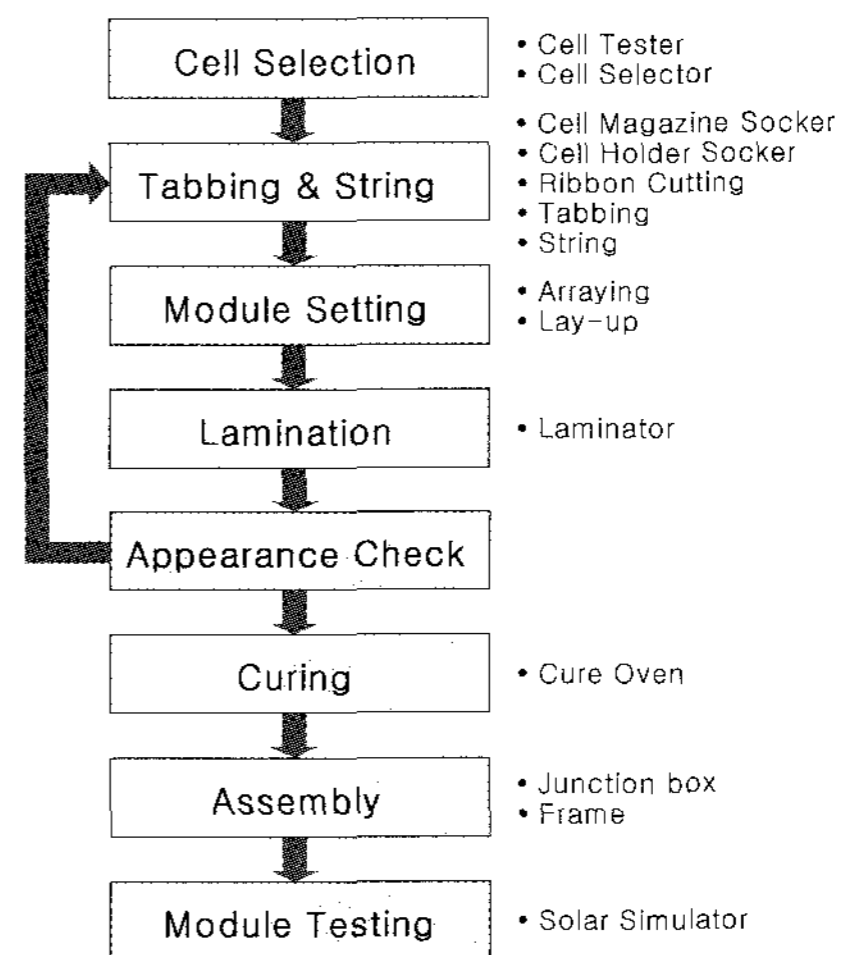 Cell Selection
• Cell Tester
• Cell Selector
Tabbing & String
• Cell Magazine Socker
• Cell Holder Socker
• Ribbon Cutting
• Tabbing
• String
Module Setting
• Arraying
• Lay-up
Lamination
• Laminator
Appearance Check
Curing
• Cure Oven
Assembly
• Junction box
• Frame
Module Testing
• Solar Simulator